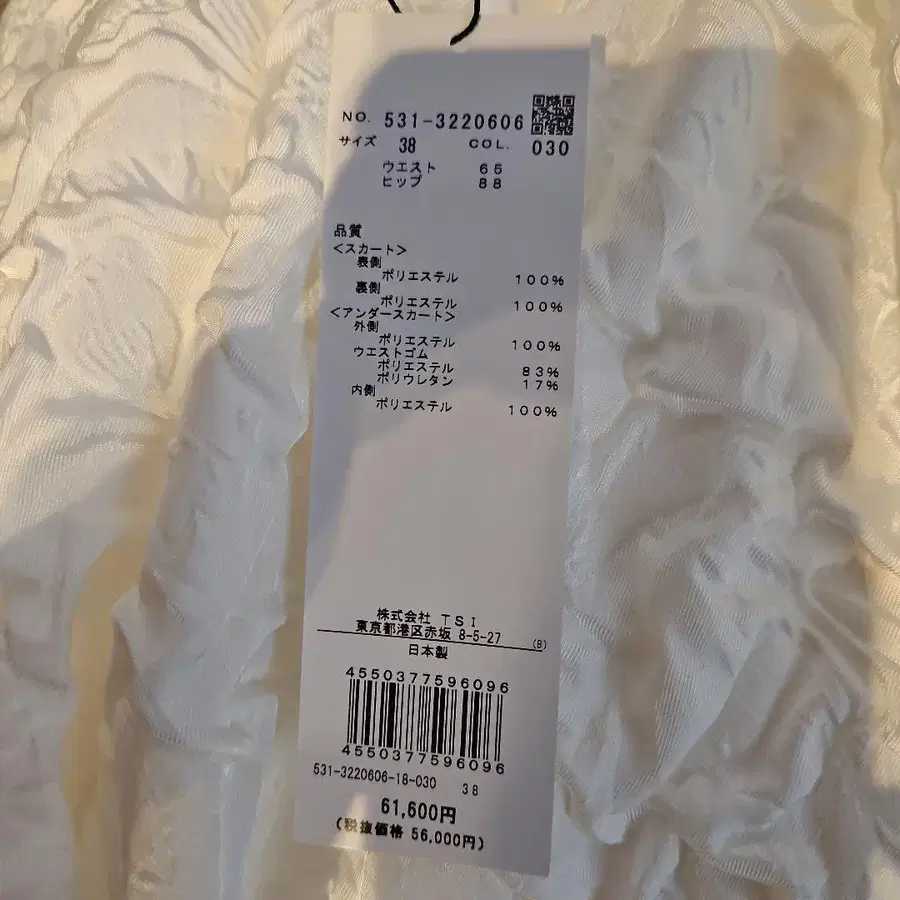 NO. 531-3220606
サイズ 38 COL. 030
ウエスト 65
ヒップ 88
品質
<スカート>
表側
ポリエステル 100%
裏側
ポリエステル 100%
<アンダースカート>
外側
ポリエステル 100%
ウエストゴム
ポリエステル 83%
ポリウレタン 17%
内側
ポリエステル 100%
株式会社 TSI
東京都港区赤坂 8-5-27 (B)
日本製
4550377596096
4550377596096
531-3220606-18-030 38
61,600円
(税抜価格 56,000円)